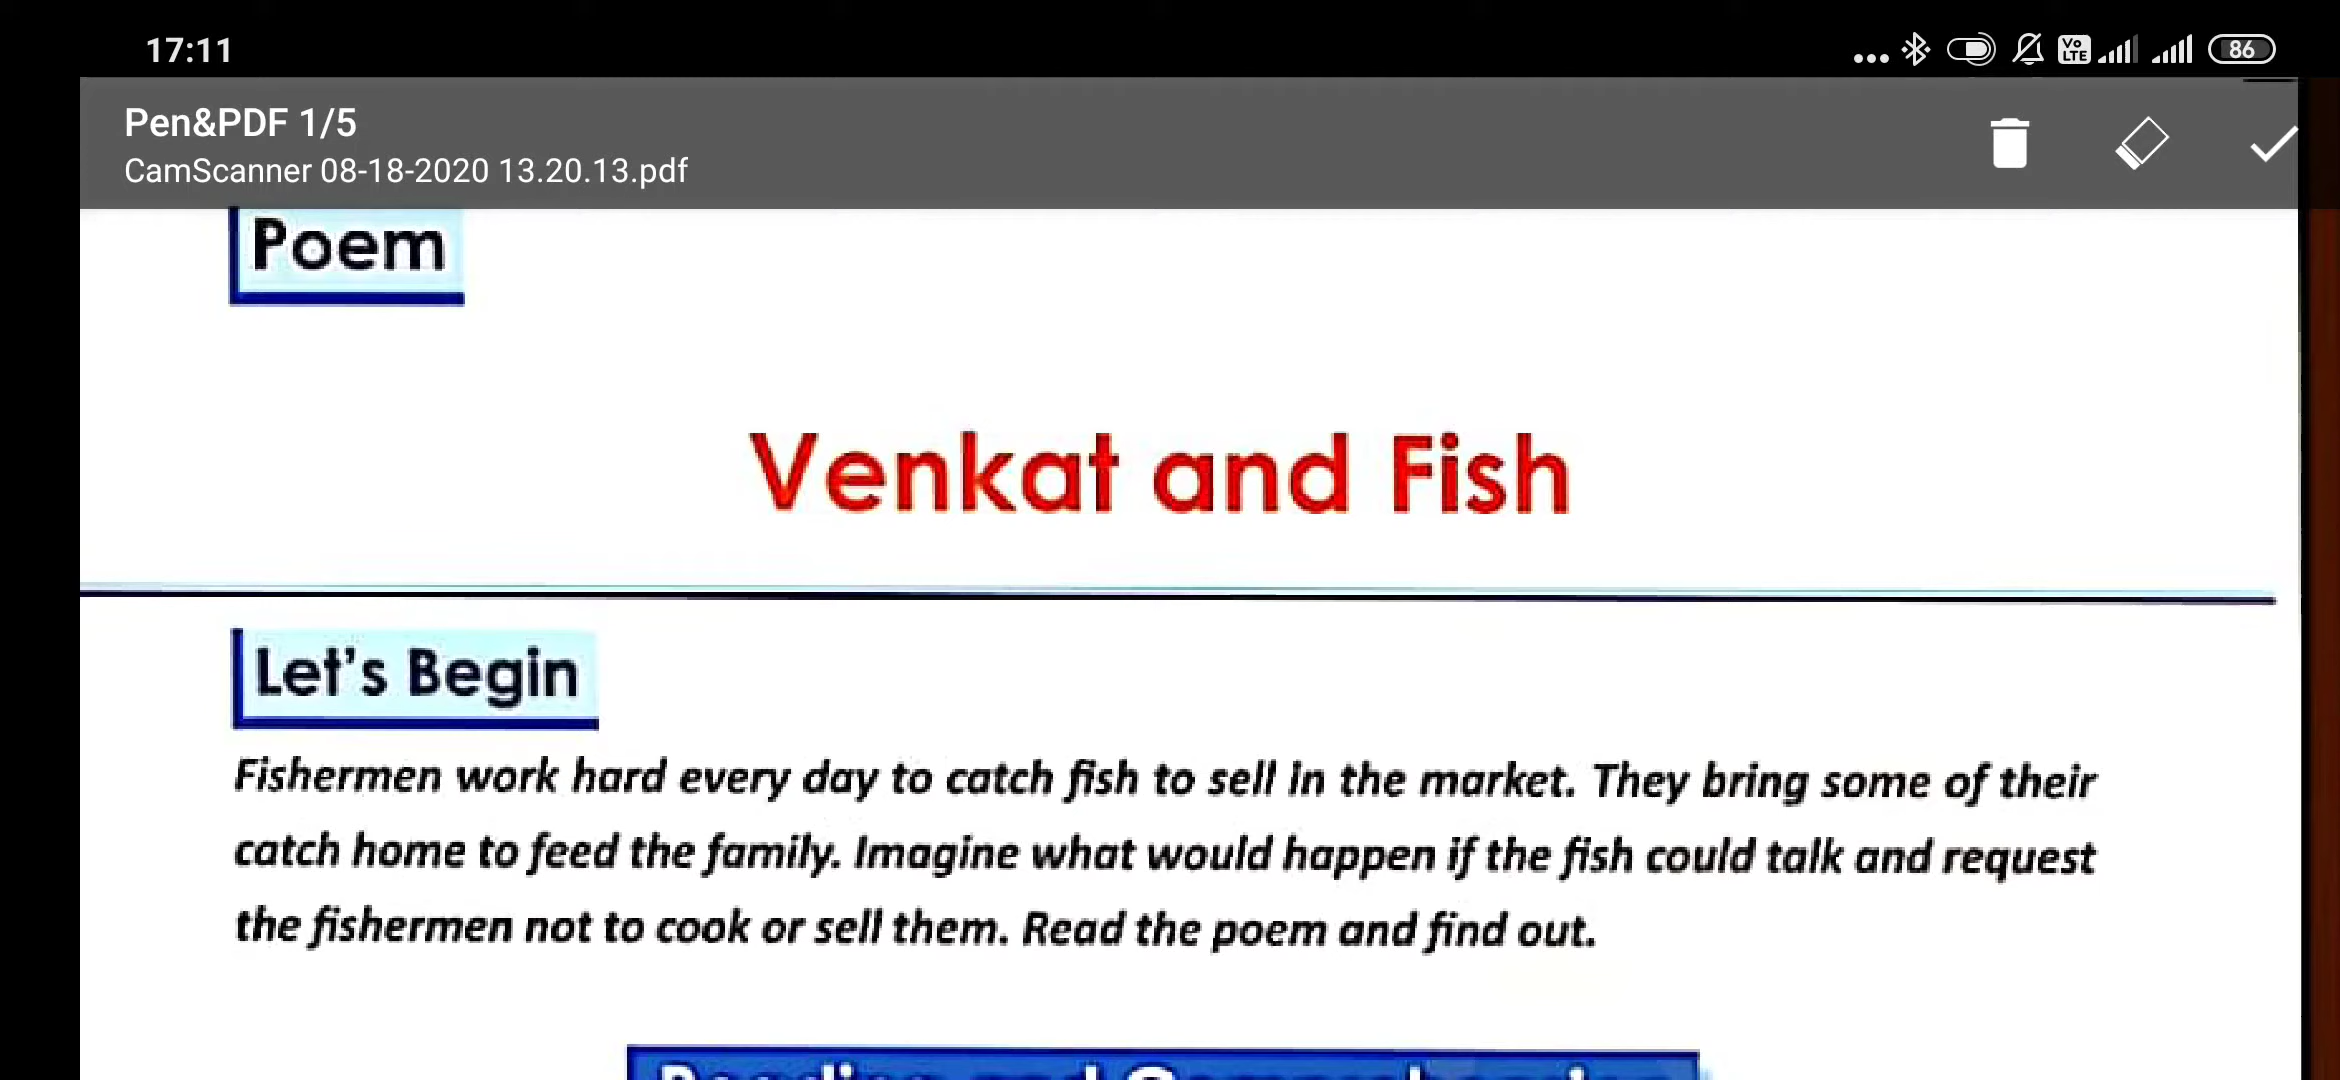 17:11
Vo
LTE
86
Pen&PDF 1/5
CamScanner 08-18-2020 13.20.13.pdf
Poem
Venkat and Fish
Let's Begin
Fishermen work hard every day to catch fish to sell in the market. They bring some of their
catch home to feed the family. Imagine what would happen if the fish could talk and request
the fishermen not to cook or sell them. Read the poem and find out.